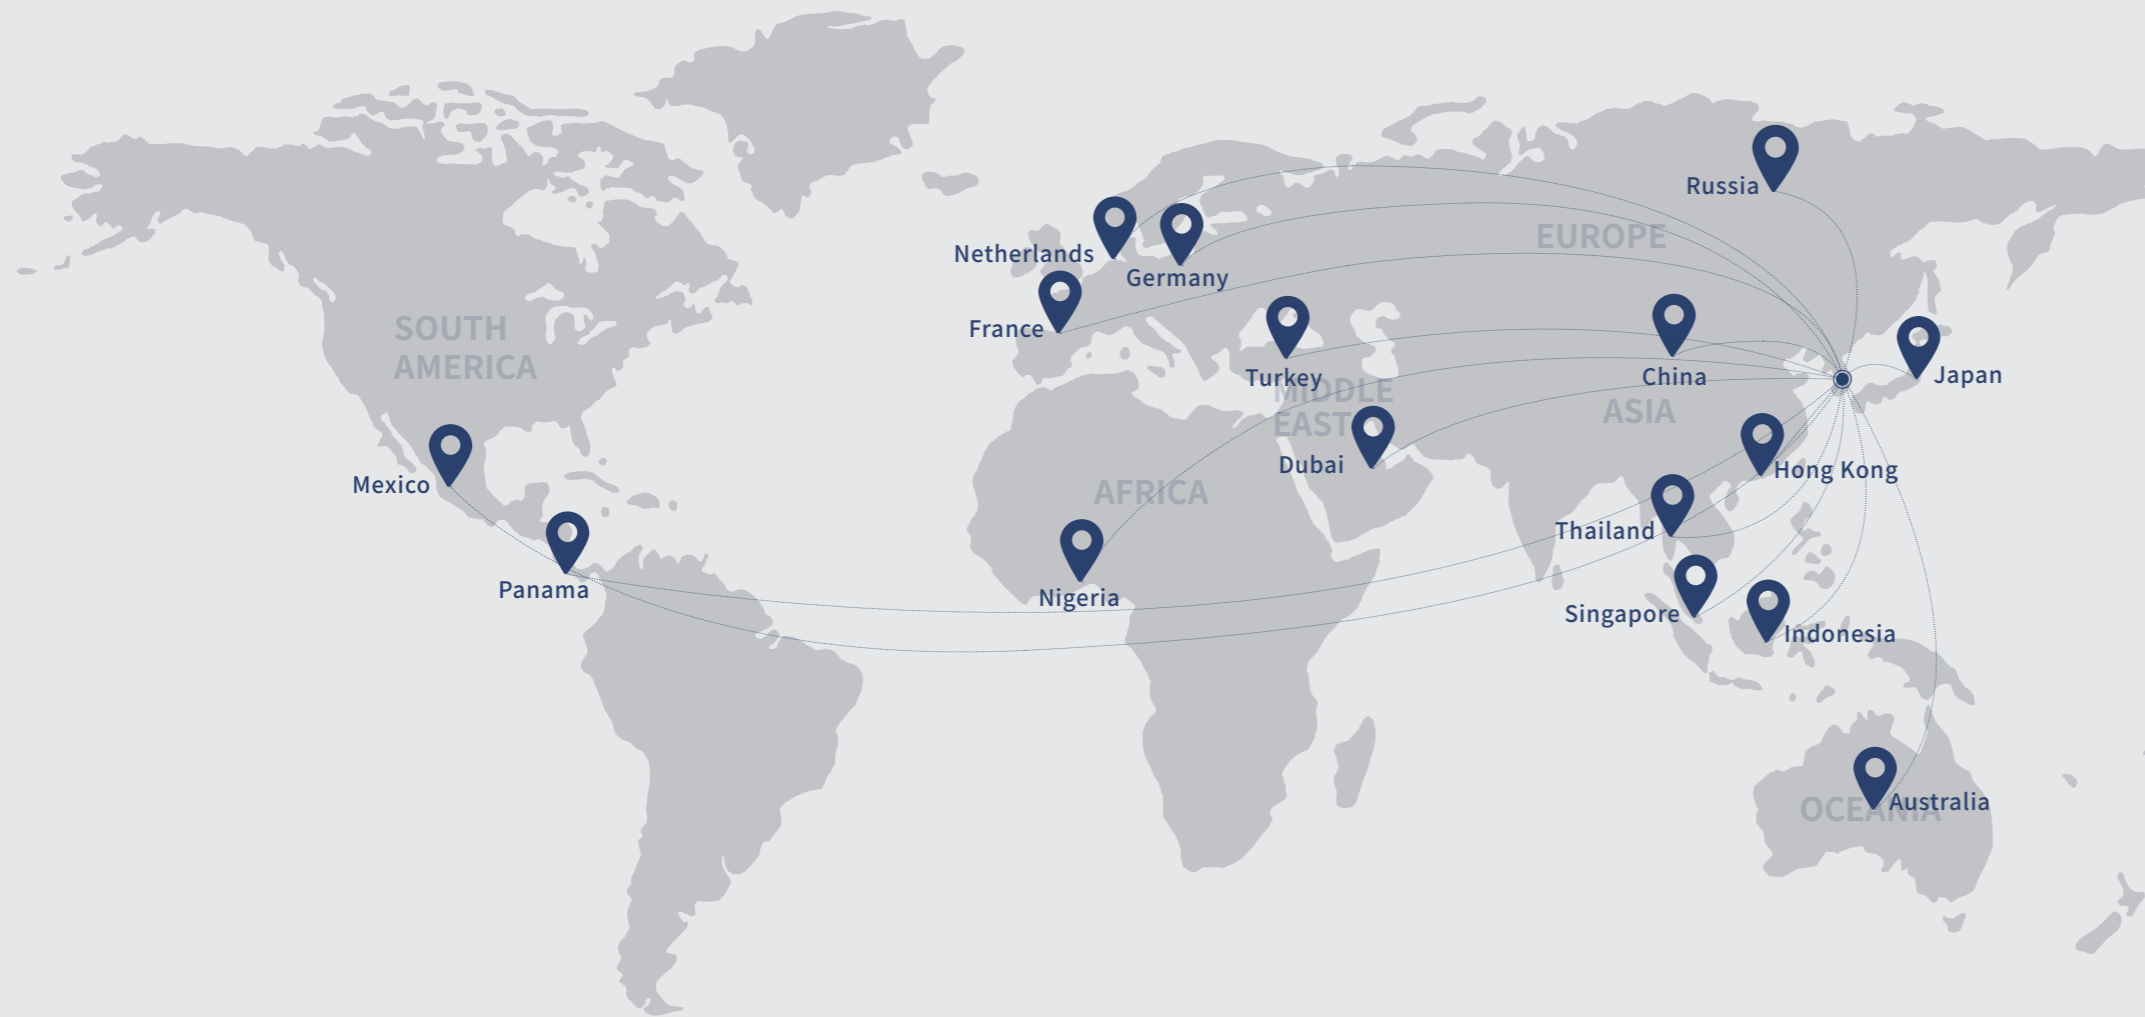 Russia
EUROPE
Netherlands
Germany
France
SOUTH
AMERICA
Turkey
China
Japan
MIDDLE
EAST
ASIA
Dubai
Hong Kong
Mexico
AFRICA
Thailand
Panama
Nigeria
Singapore
Indonesia
OCEANIA
Australia